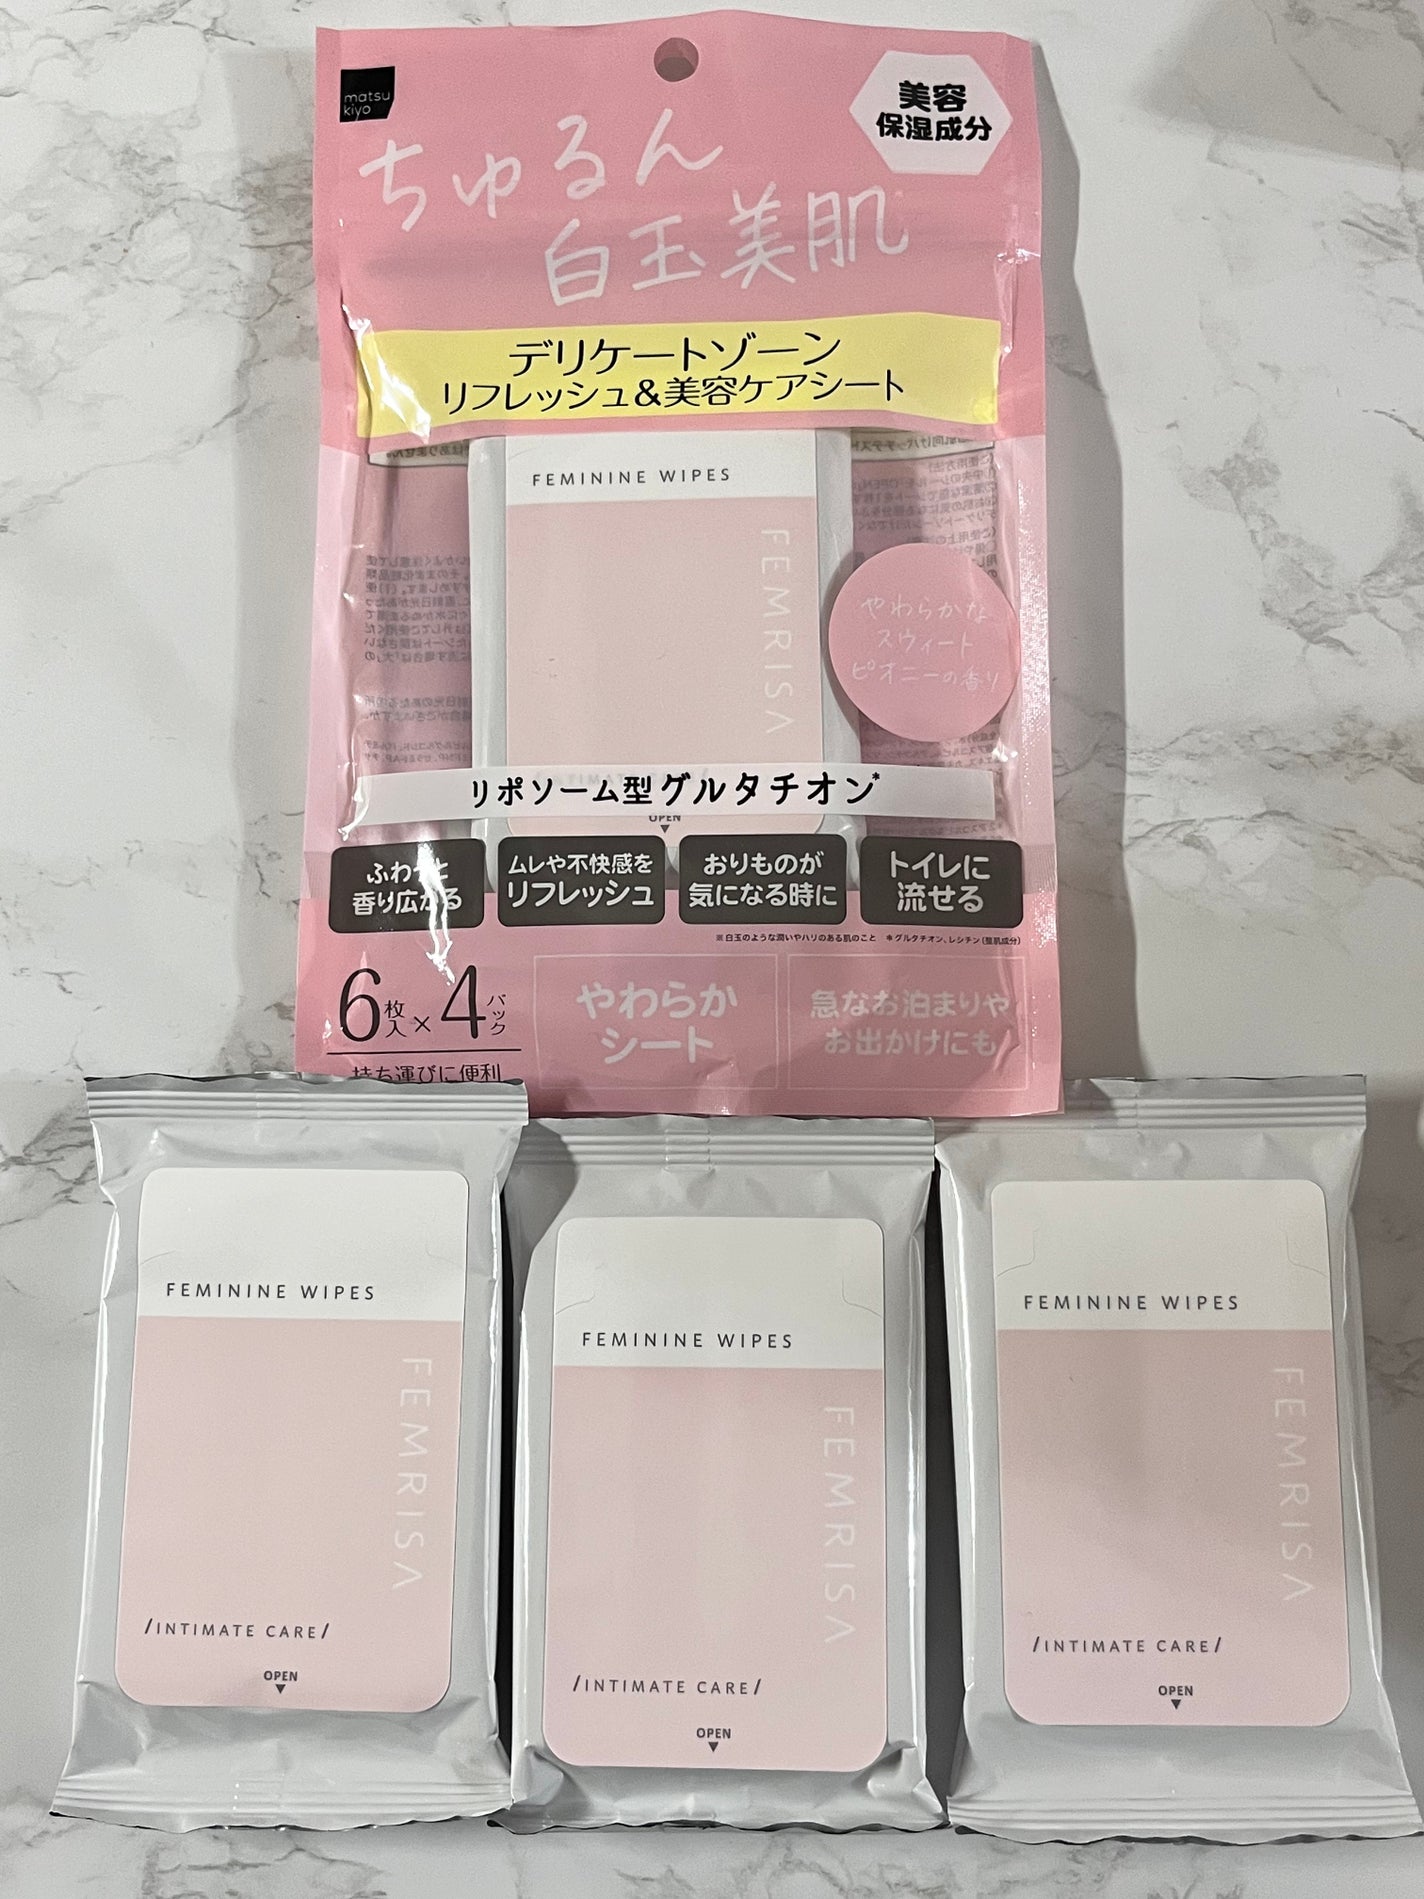 matsu
kiyo
美容
保湿成分
ちゅるん
白玉美肌
デリケートゾーン
リフレッシュ&美容ケアシート
FEMININE WIPES
FEMRISA
やわらかな
スウィート
ピオニーの香り
リポソーム型グルタチオン*
OPEN
ふわっと
香り広がる
ムレや不快感を
リフレッシュ
おりものが
気になる時に
トイレに
流せる
※白玉のような潤いやハリのある肌のこと ＊グルタチオン、レシチン(整肌成分)
6枚入×4パック
持ち運びに便利
やわらか
シート
急なお泊まりや
お出かけにも
FEMININE WIPES
FEMRISA
/INTIMATE CARE/
OPEN
FEMININE WIPES
FEMRISA
/INTIMATE CARE/
OPEN
FEMININE WIPES
FEMRISA
/INTIMATE CARE/
OPEN